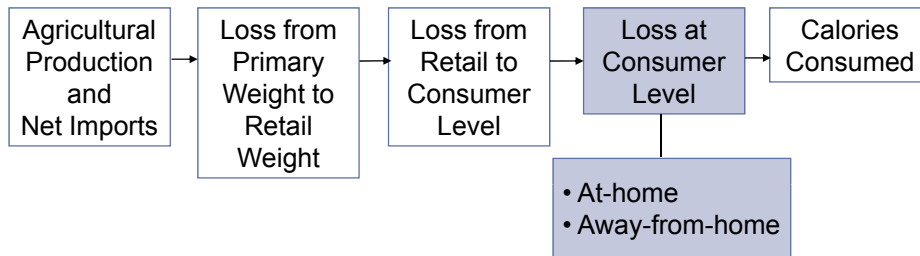 Agricultural
Production
and
Net Imports
Loss from
Primary
Weight to
Retail
Weight
Loss from
Retail to
Consumer
Level
Loss at
Consumer
Level
Calories
Consumed
• At-home
• Away-from-home